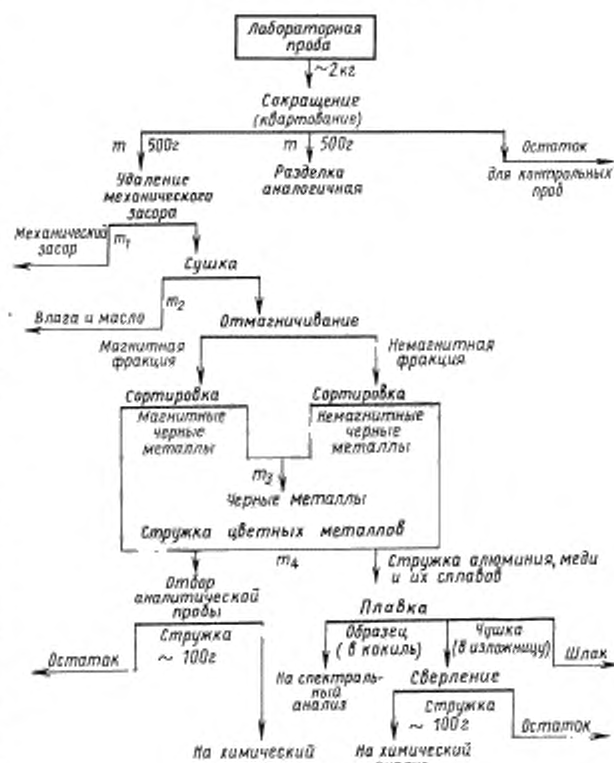 Лабораторная
проба
~2кг
Сокращение
(квартование)
m 500г
m 500г
Остаток
для контрольных
проб
Удаление
механического
засора
Разделка
аналогичная
Механический
засор
m₁
Сушка
m₂
Влага и масло
Отмагничивание
Магнитная
фракция
Немагнитная
фракция
Сортировка
Сортировка
Магнитные
черные
металлы
Немагнитные
черные
металлы
m₃
Черные металлы
Стружка цветных металлов
m₄
Отбор
аналитической
пробы
Стружка алюминия, меди
и их сплавов
Плавка
Стружка
~ 100г
Остаток
Образец
(в кокиль)
Чушка
(в изложницу)
Шлак
На спектраль-
ный
анализ
Сверление
Стружка
~ 100г
Остаток
На химический
На химический